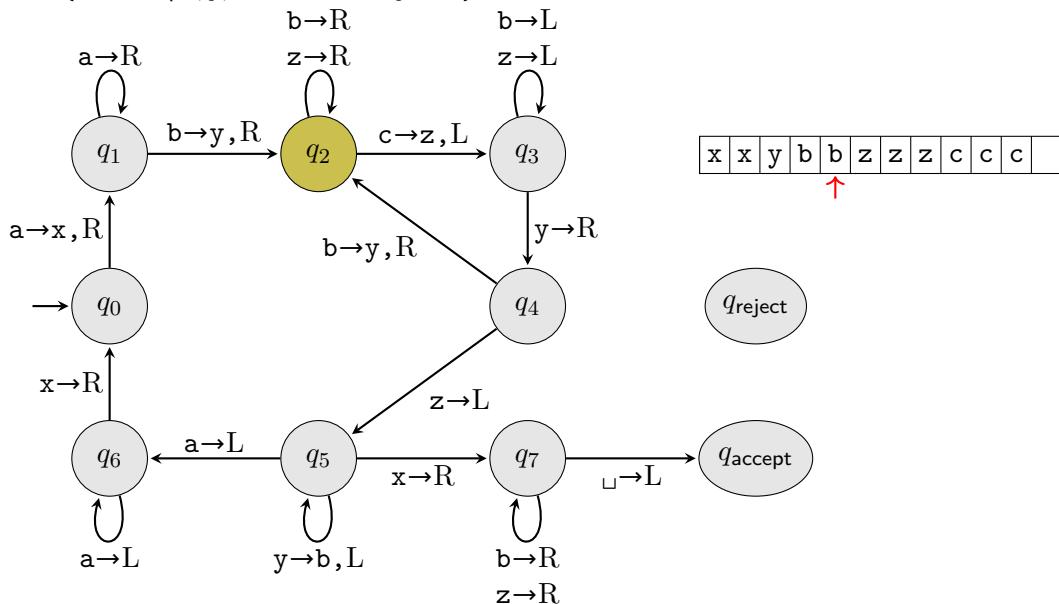 b→R
b→L
a→R
z→R
z→L
q1
b→y,R
q2
c→z,L
q3
x x y b b z z z c c c
↑
a→x,R
b→y,R
y→R
q0
q4
qreject
x→R
z→L
q6
a→L
q5
x→R
q7
␣→L
qaccept
a→L
y→b,L
b→R
z→R